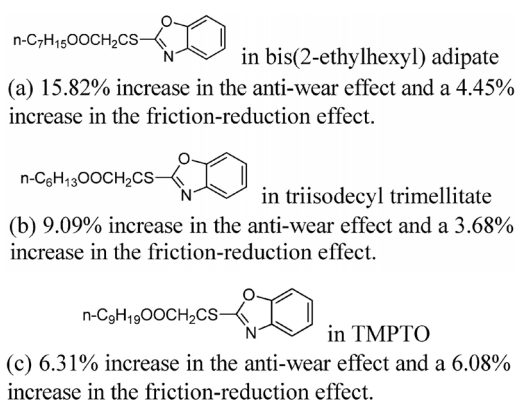 n-C₇H₁₅OOCH₂CS O N in bis(2-ethylhexyl) adipate
(a) 15.82% increase in the anti-wear effect and a 4.45%
increase in the friction-reduction effect.
n-C₆H₁₃OOCH₂CS O N in triisodecyl trimellitate
(b) 9.09% increase in the anti-wear effect and a 3.68%
increase in the friction-reduction effect.
n-C₉H₁₉OOCH₂CS O N in TMPTO
(c) 6.31% increase in the anti-wear effect and a 6.08%
increase in the friction-reduction effect.